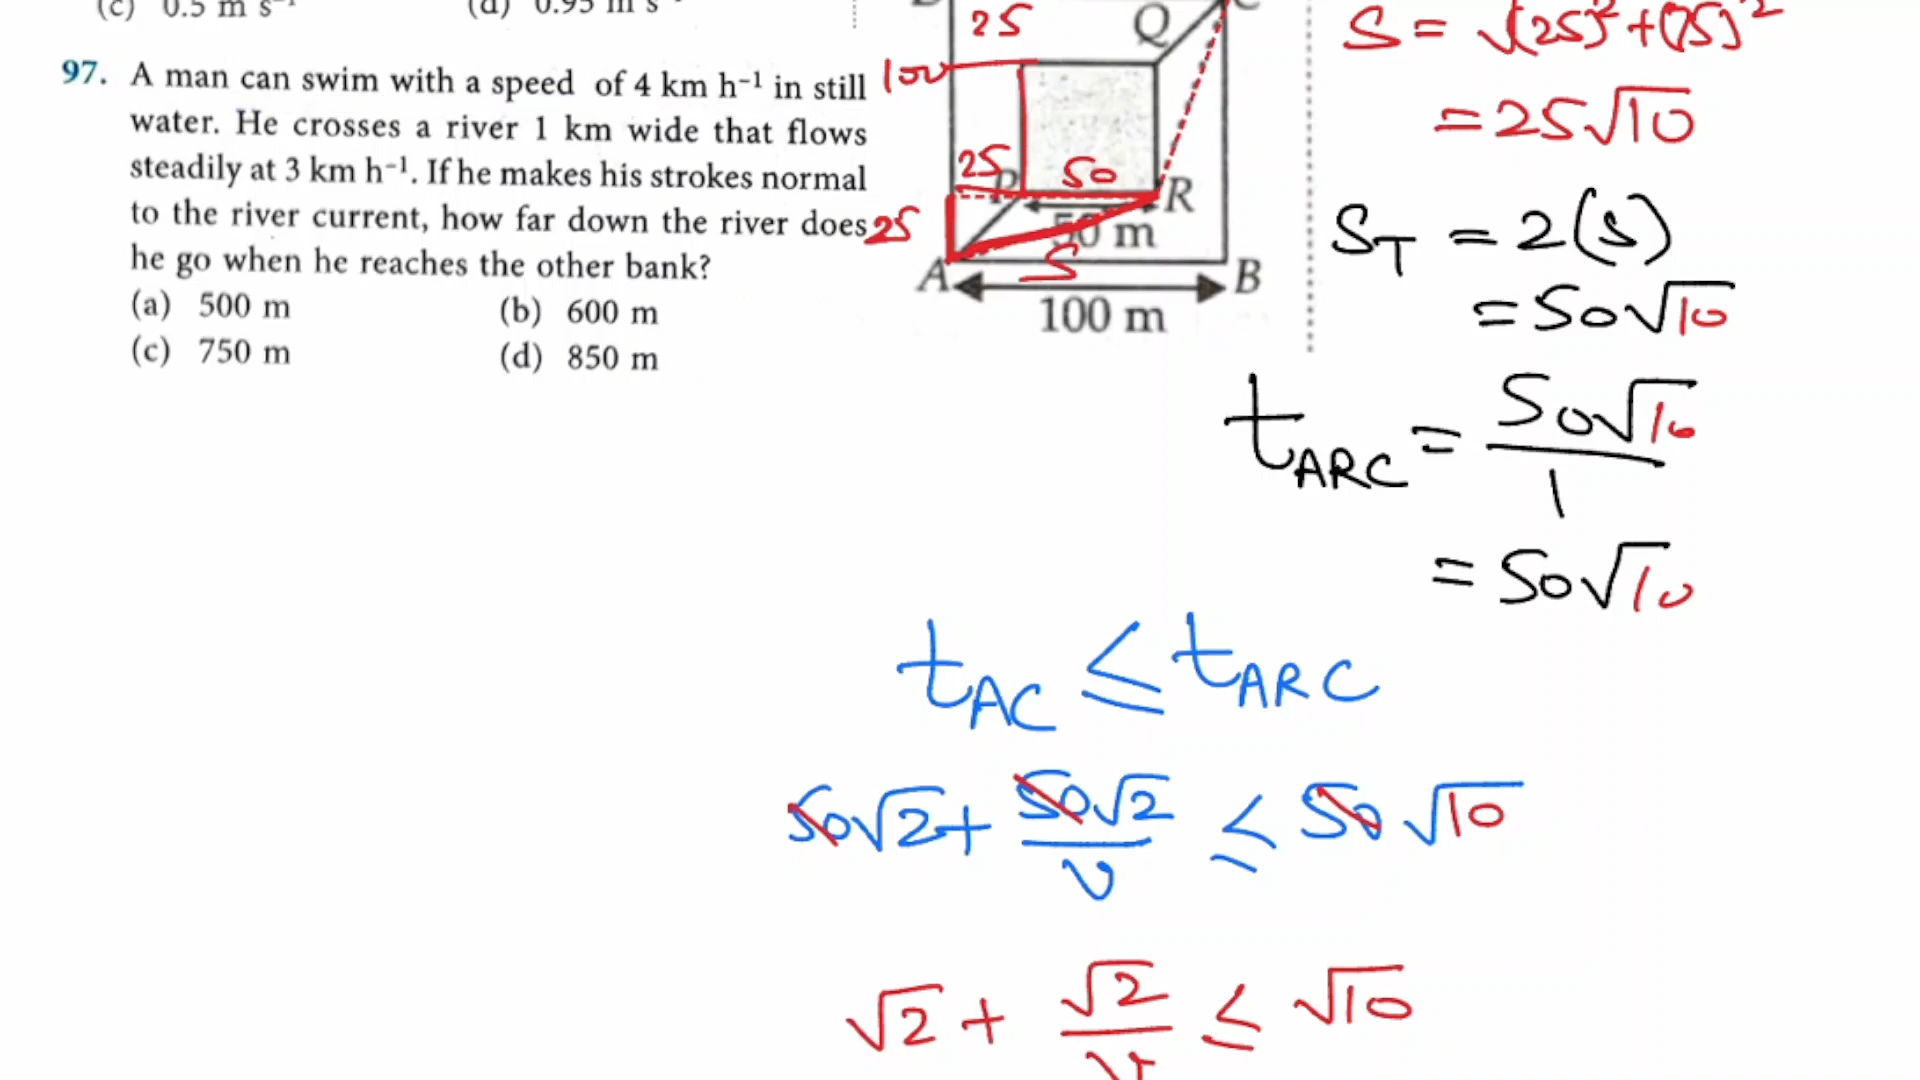 (c) 0.5 m s⁻¹ (d) 0.95 m s⁻¹
97. A man can swim with a speed of 4 km h⁻¹ in still
water. He crosses a river 1 km wide that flows
steadily at 3 km h⁻¹. If he makes his strokes normal
to the river current, how far down the river does
he go when he reaches the other bank?
(a) 500 m (b) 600 m
(c) 750 m (d) 850 m
25 Q
100
25 P 50 R
25 50 m
A S B
100 m
S = √(25)² + (75)²
= 25√10
S_T = 2(S)
= 50√10
t_ARC = 50√10 / 1
= 50√10
t_AC ≤ t_ARC
50√2 + 50√2 / v ≤ 50√10
√2 + √2 / v ≤ √10